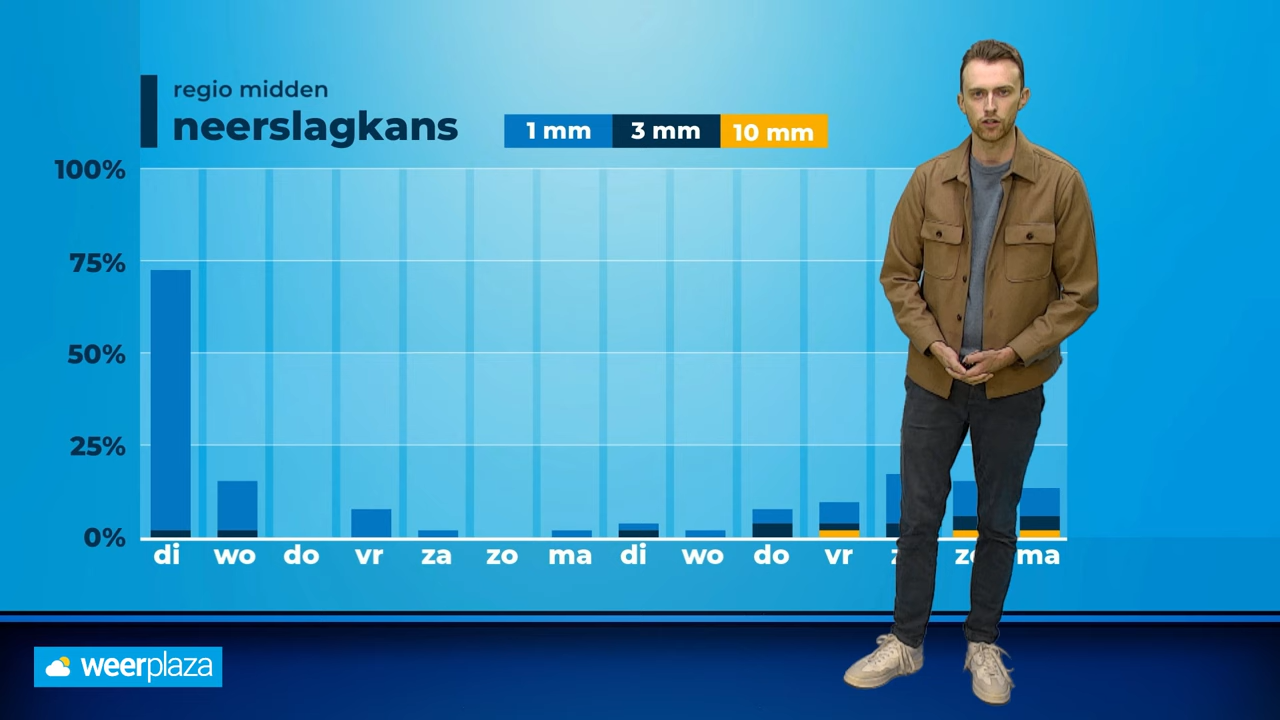 regio midden
neerslagkans
1 mm 3 mm 10 mm
100%
75%
50%
25%
0%
di wo do vr za zo ma di wo do vr ma
weerplaza